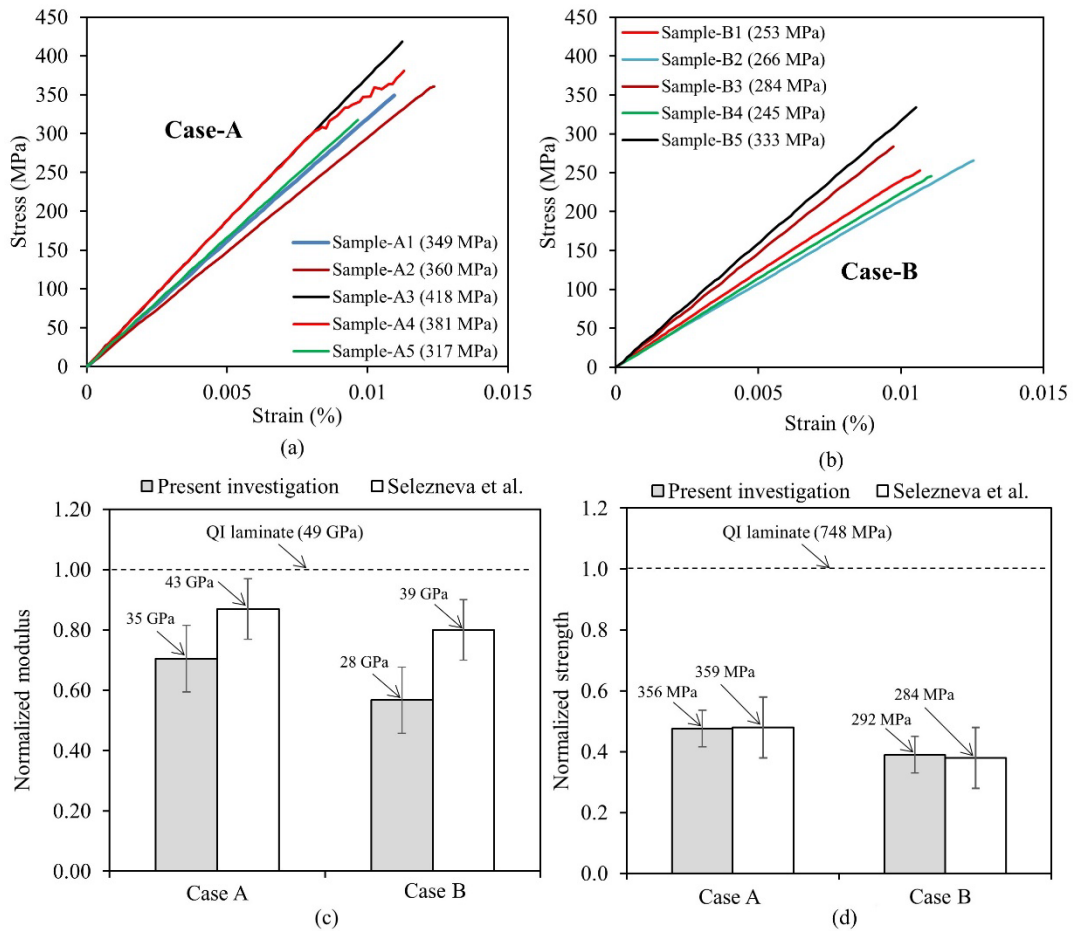 450
400
350
300
250
200
150
100
50
0
Stress (MPa)
Case-A
Sample-A1 (349 MPa)
Sample-A2 (360 MPa)
Sample-A3 (418 MPa)
Sample-A4 (381 MPa)
Sample-A5 (317 MPa)
0 0.005 0.01 0.015
Strain (%)
(a)
450
400
350
300
250
200
150
100
50
0
Stress (MPa)
Sample-B1 (253 MPa)
Sample-B2 (266 MPa)
Sample-B3 (284 MPa)
Sample-B4 (245 MPa)
Sample-B5 (333 MPa)
Case-B
0 0.005 0.01 0.015
Strain (%)
(b)
Present investigation Selezneva et al.
1.20
1.00
0.80
0.60
0.40
0.20
0.00
Normalized modulus
QI laminate (49 GPa)
43 GPa
39 GPa
35 GPa
28 GPa
Case A Case B
(c)
Present investigation Selezneva et al.
1.2
1.0
0.8
0.6
0.4
0.2
0.0
Normalized strength
QI laminate (748 MPa)
356 MPa
359 MPa
284 MPa
292 MPa
Case A Case B
(d)